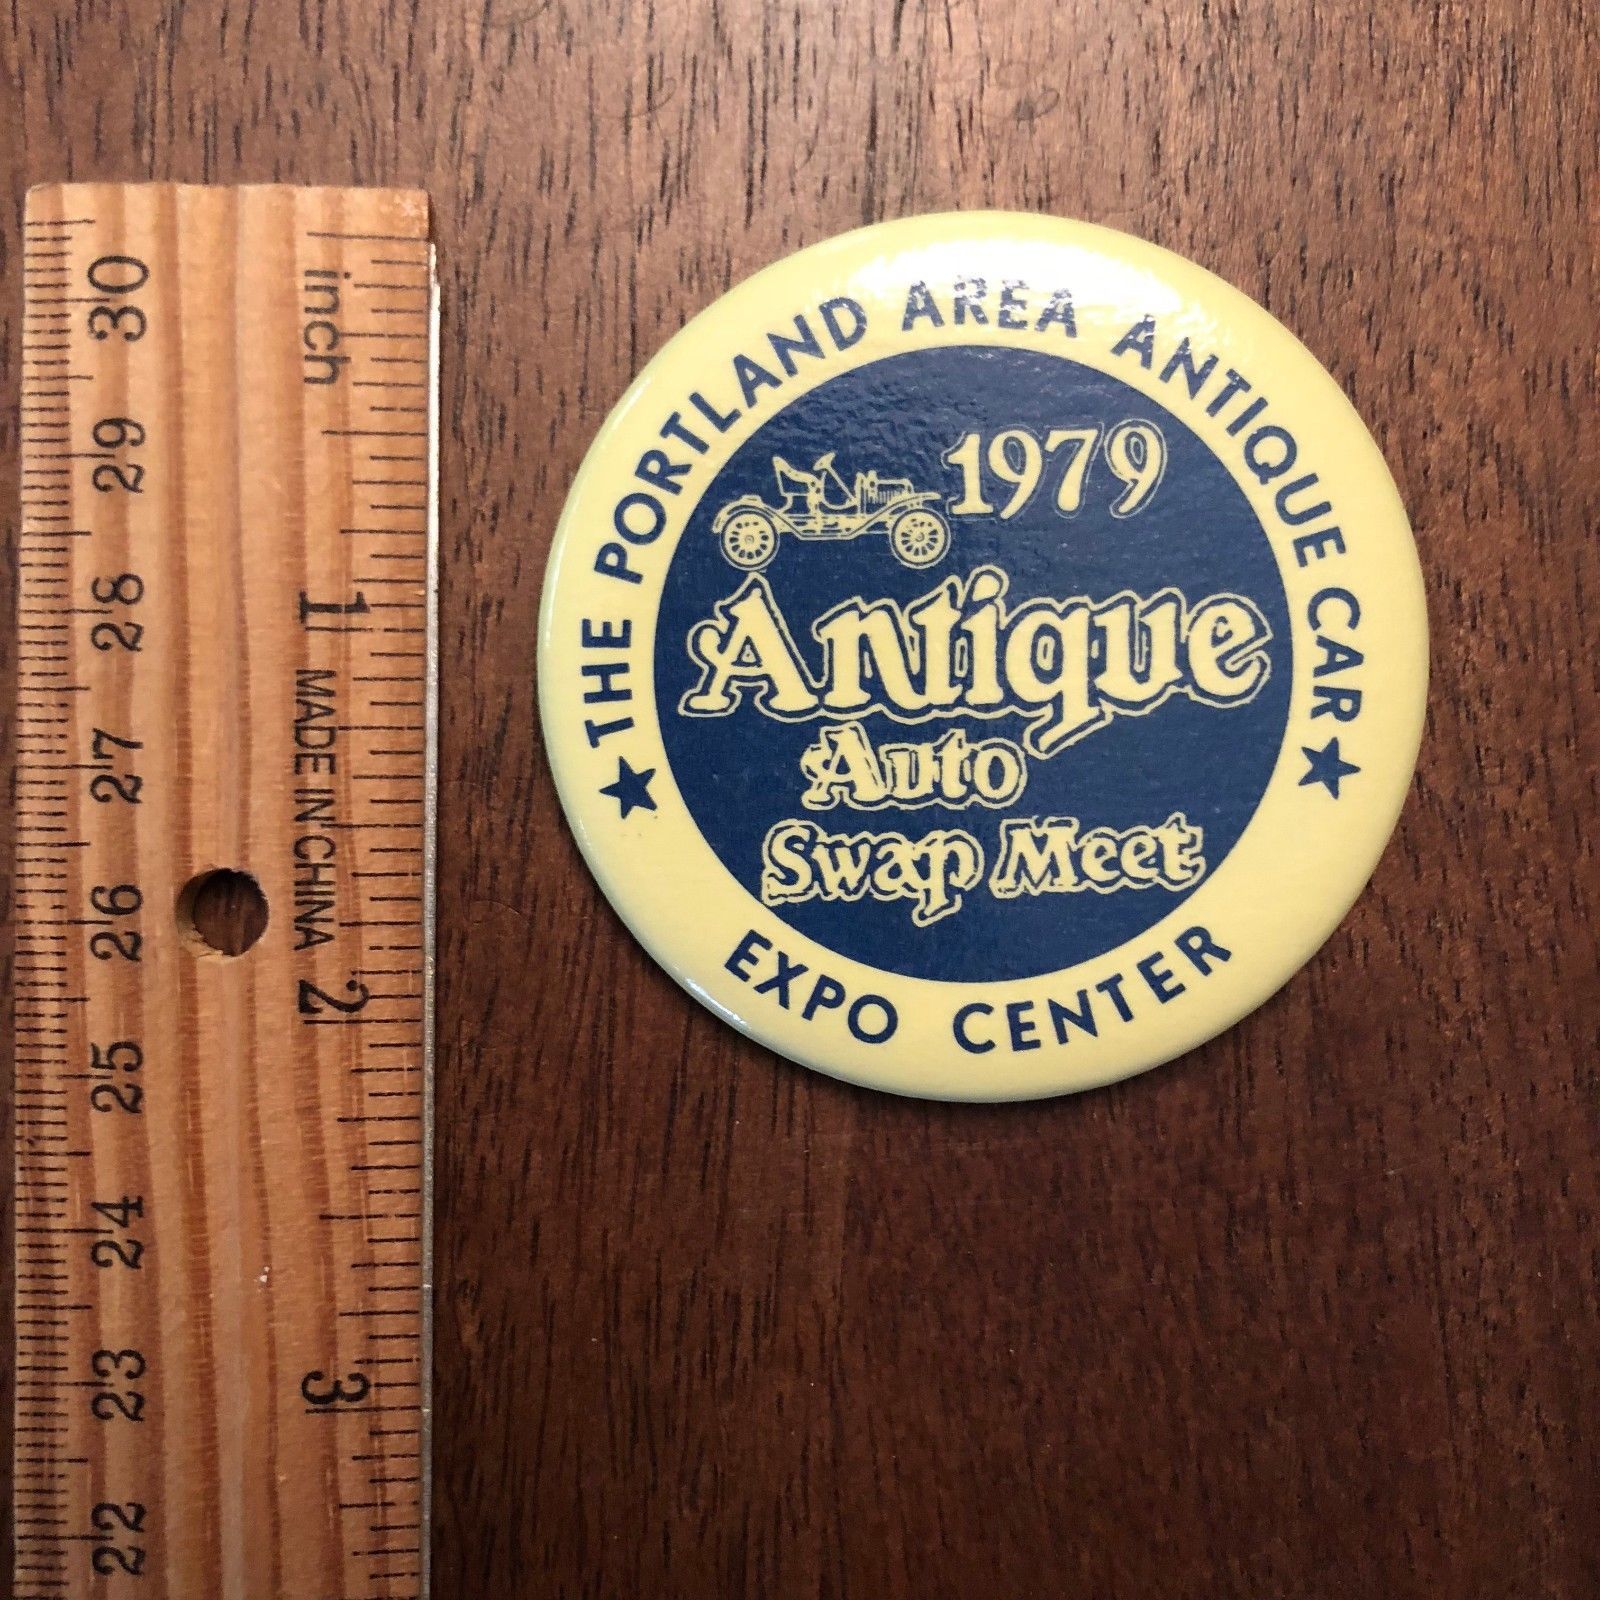 THE PORTLAND AREA ANTIQUE CAR
1979
Antique
Auto
Swap Meet
EXPO CENTER
inch
1
MADE IN CHINA
2
3
30
29
28
27
26
25
24
23
22